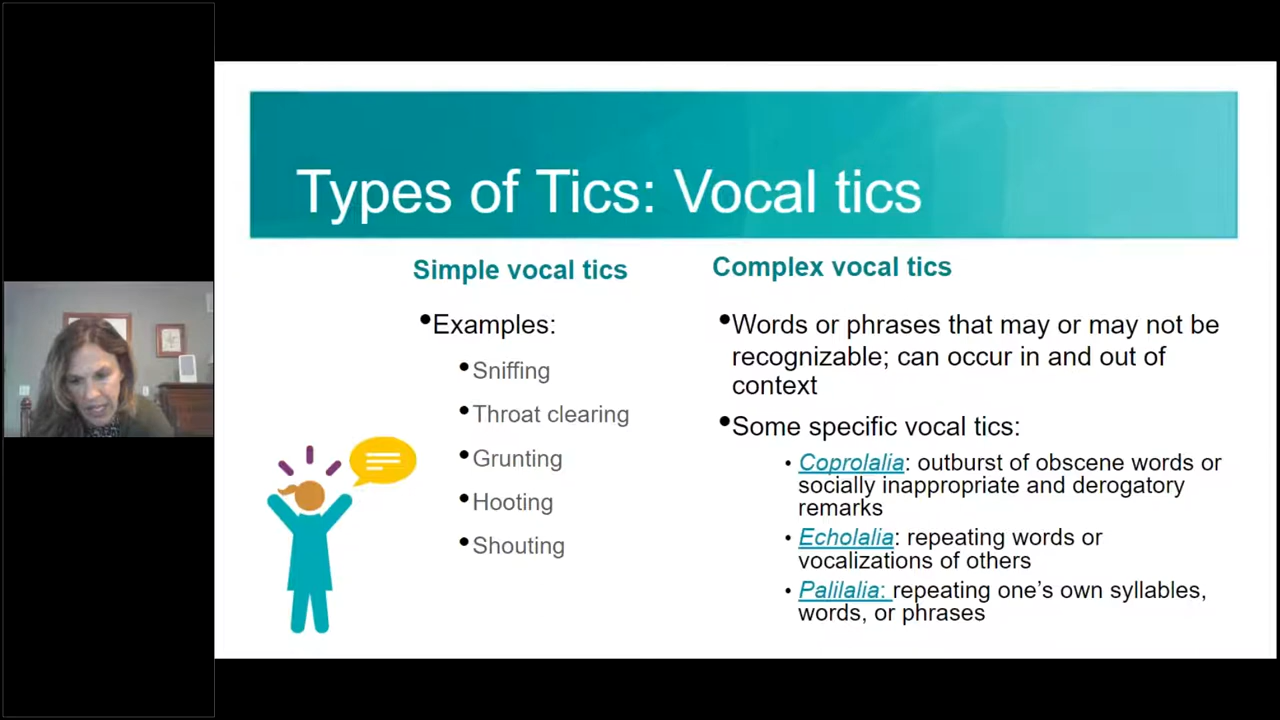 Types of Tics: Vocal tics
Simple vocal tics
•Examples:
•Sniffing
•Throat clearing
•Grunting
•Hooting
•Shouting
Complex vocal tics
•Words or phrases that may or may not be
recognizable; can occur in and out of
context
•Some specific vocal tics:
• Coprolalia: outburst of obscene words or
socially inappropriate and derogatory
remarks
• Echolalia: repeating words or
vocalizations of others
• Palilalia: repeating one’s own syllables,
words, or phrases